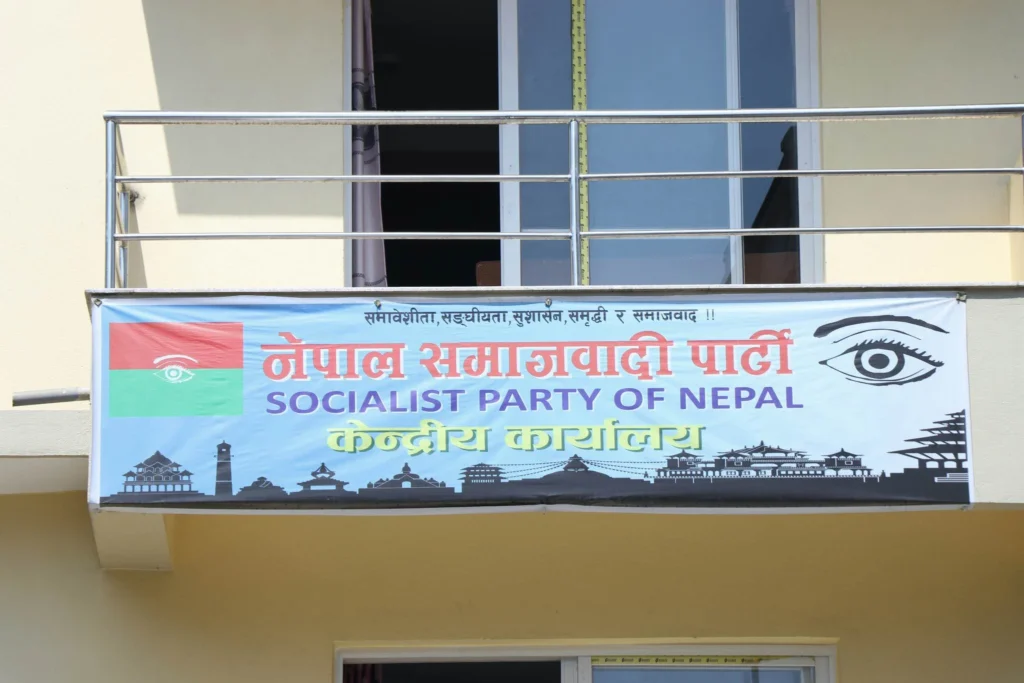 समावेशीता,सङ्घीयता,सुशासन,समृद्धी र समाजवाद !!
नेपाल समाजवादी पार्टी
SOCIALIST PARTY OF NEPAL
केन्द्रीय कार्यालय